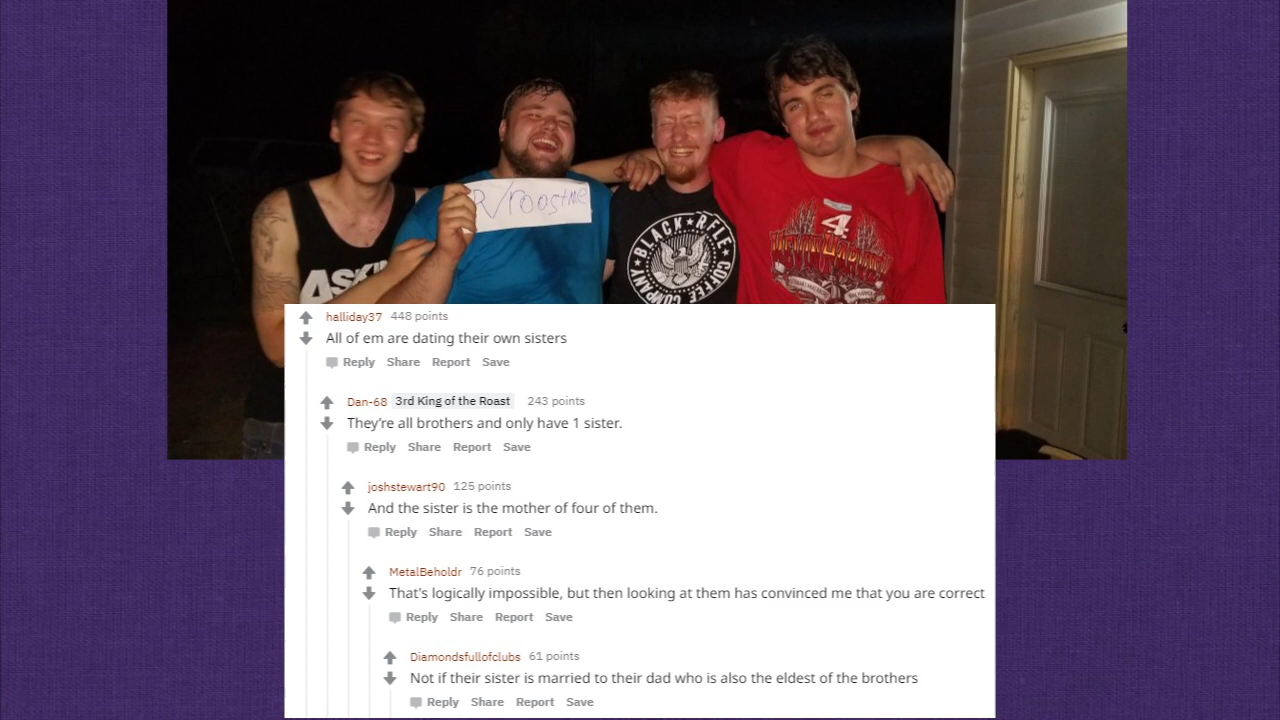 R/roastme
ASKIN
BLACK RFLE COFFEE COMPANY
4
halliday37 448 points
All of em are dating their own sisters
Reply Share Report Save
Dan-68 3rd King of the Roast 243 points
They're all brothers and only have 1 sister.
Reply Share Report Save
joshstewart90 125 points
And the sister is the mother of four of them.
Reply Share Report Save
MetalBeholdr 76 points
That's logically impossible, but then looking at them has convinced me that you are correct
Reply Share Report Save
Diamondsfullofclubs 61 points
Not if their sister is married to their dad who is also the eldest of the brothers
Reply Share Report Save